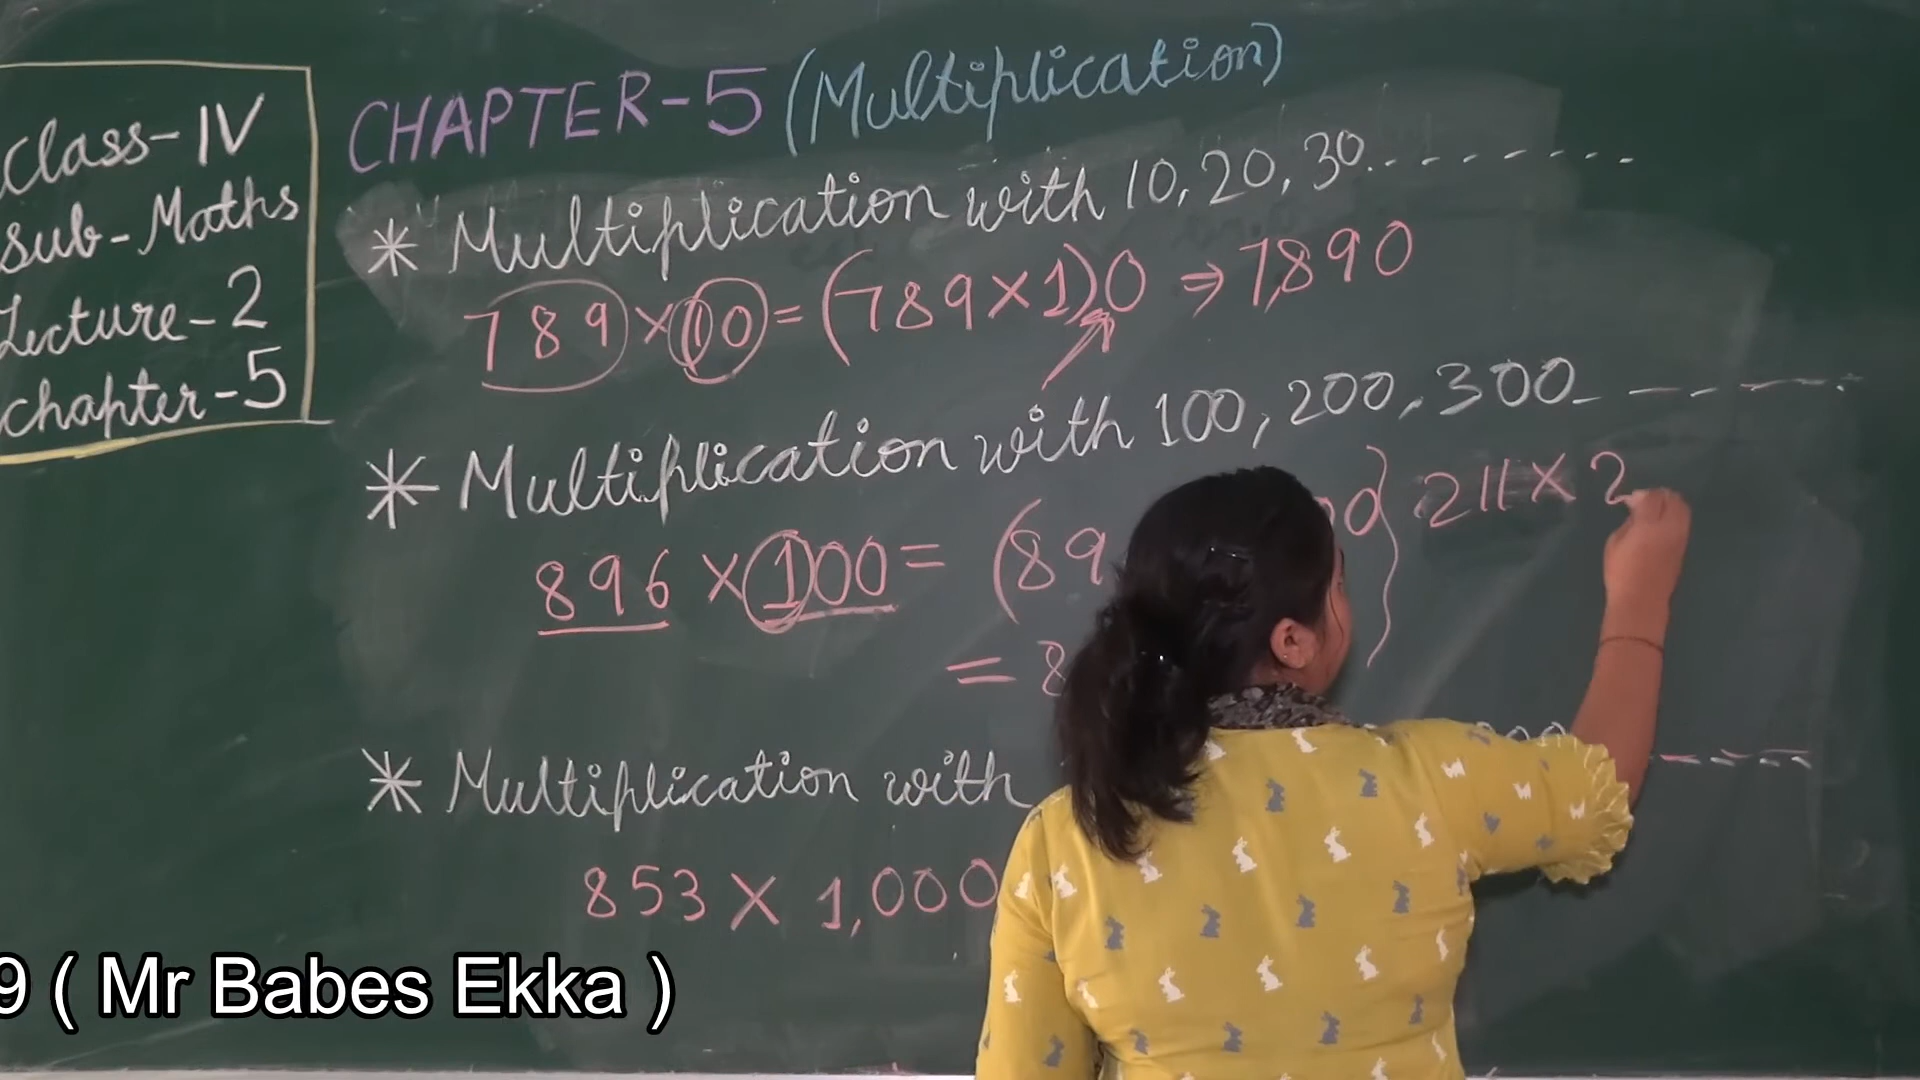 Class-IV
Sub-Maths
Lecture-2
Chapter-5
CHAPTER-5 (Multiplication)
* Multiplication with 10, 20, 30.--------
789 × 10 = (789 × 1)0 ⇒ 7,890
* Multiplication with 100, 200, 300------
896 × 100 = (89
= 8
211 × 2
* Multiplication with
853 × 1,000
9 ( Mr Babes Ekka )